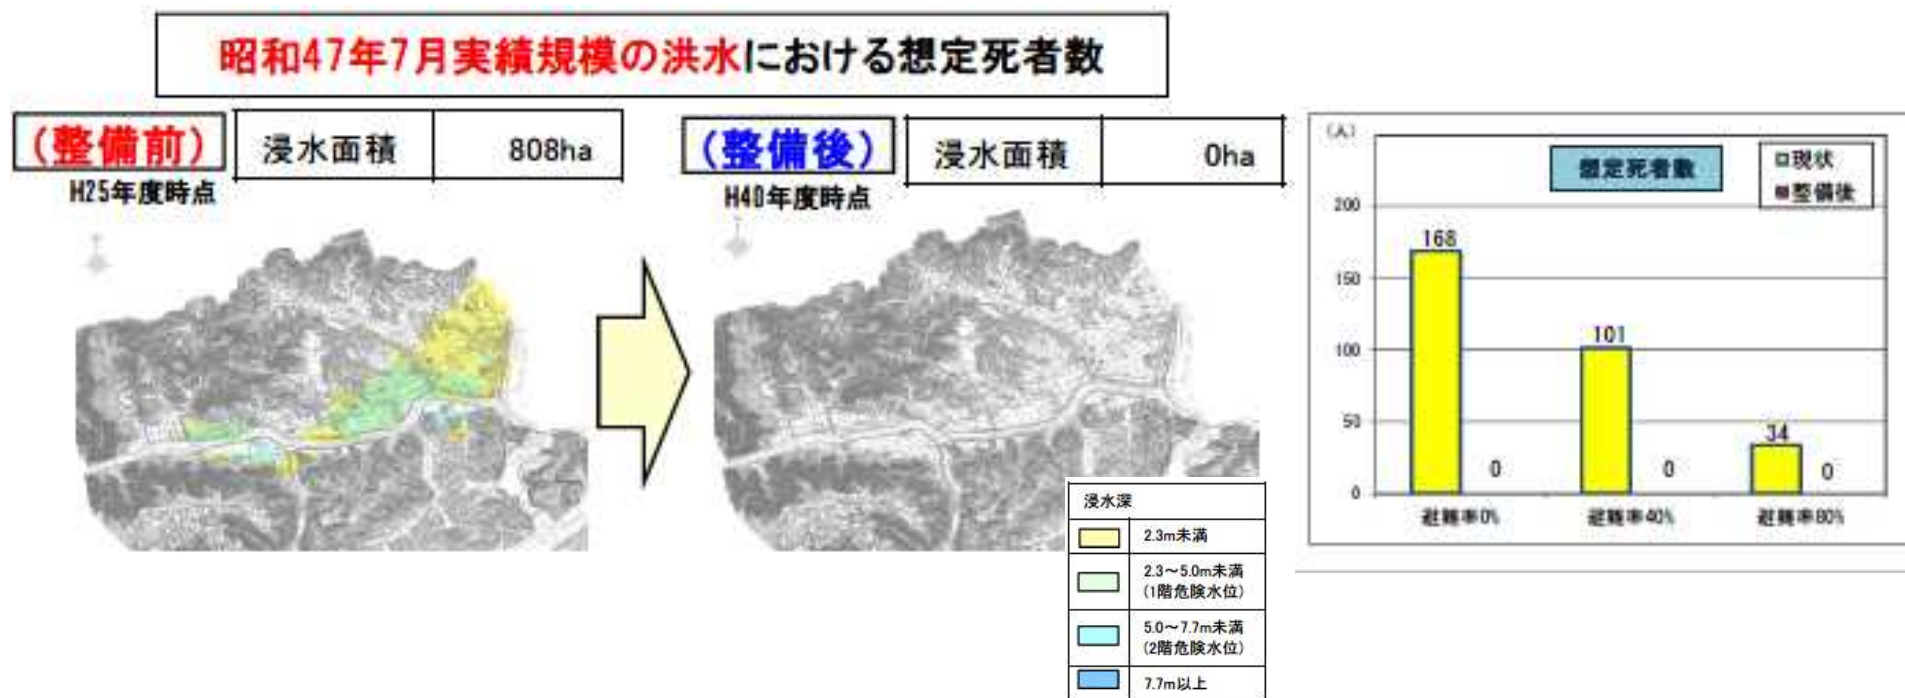 昭和47年7月実績規模の洪水における想定死者数
(整備前)
浸水面積 808ha
H25年度時点
(整備後)
浸水面積 0ha
H40年度時点
浸水深
2.3m未満
2.3～5.0m未満
(1階危険水位)
5.0～7.7m未満
(2階危険水位)
7.7m以上
(人)
想定死者数
□現状
■整備後
200
150
100
50
0
168
0
101
0
34
0
避難率0%
避難率40%
避難率80%